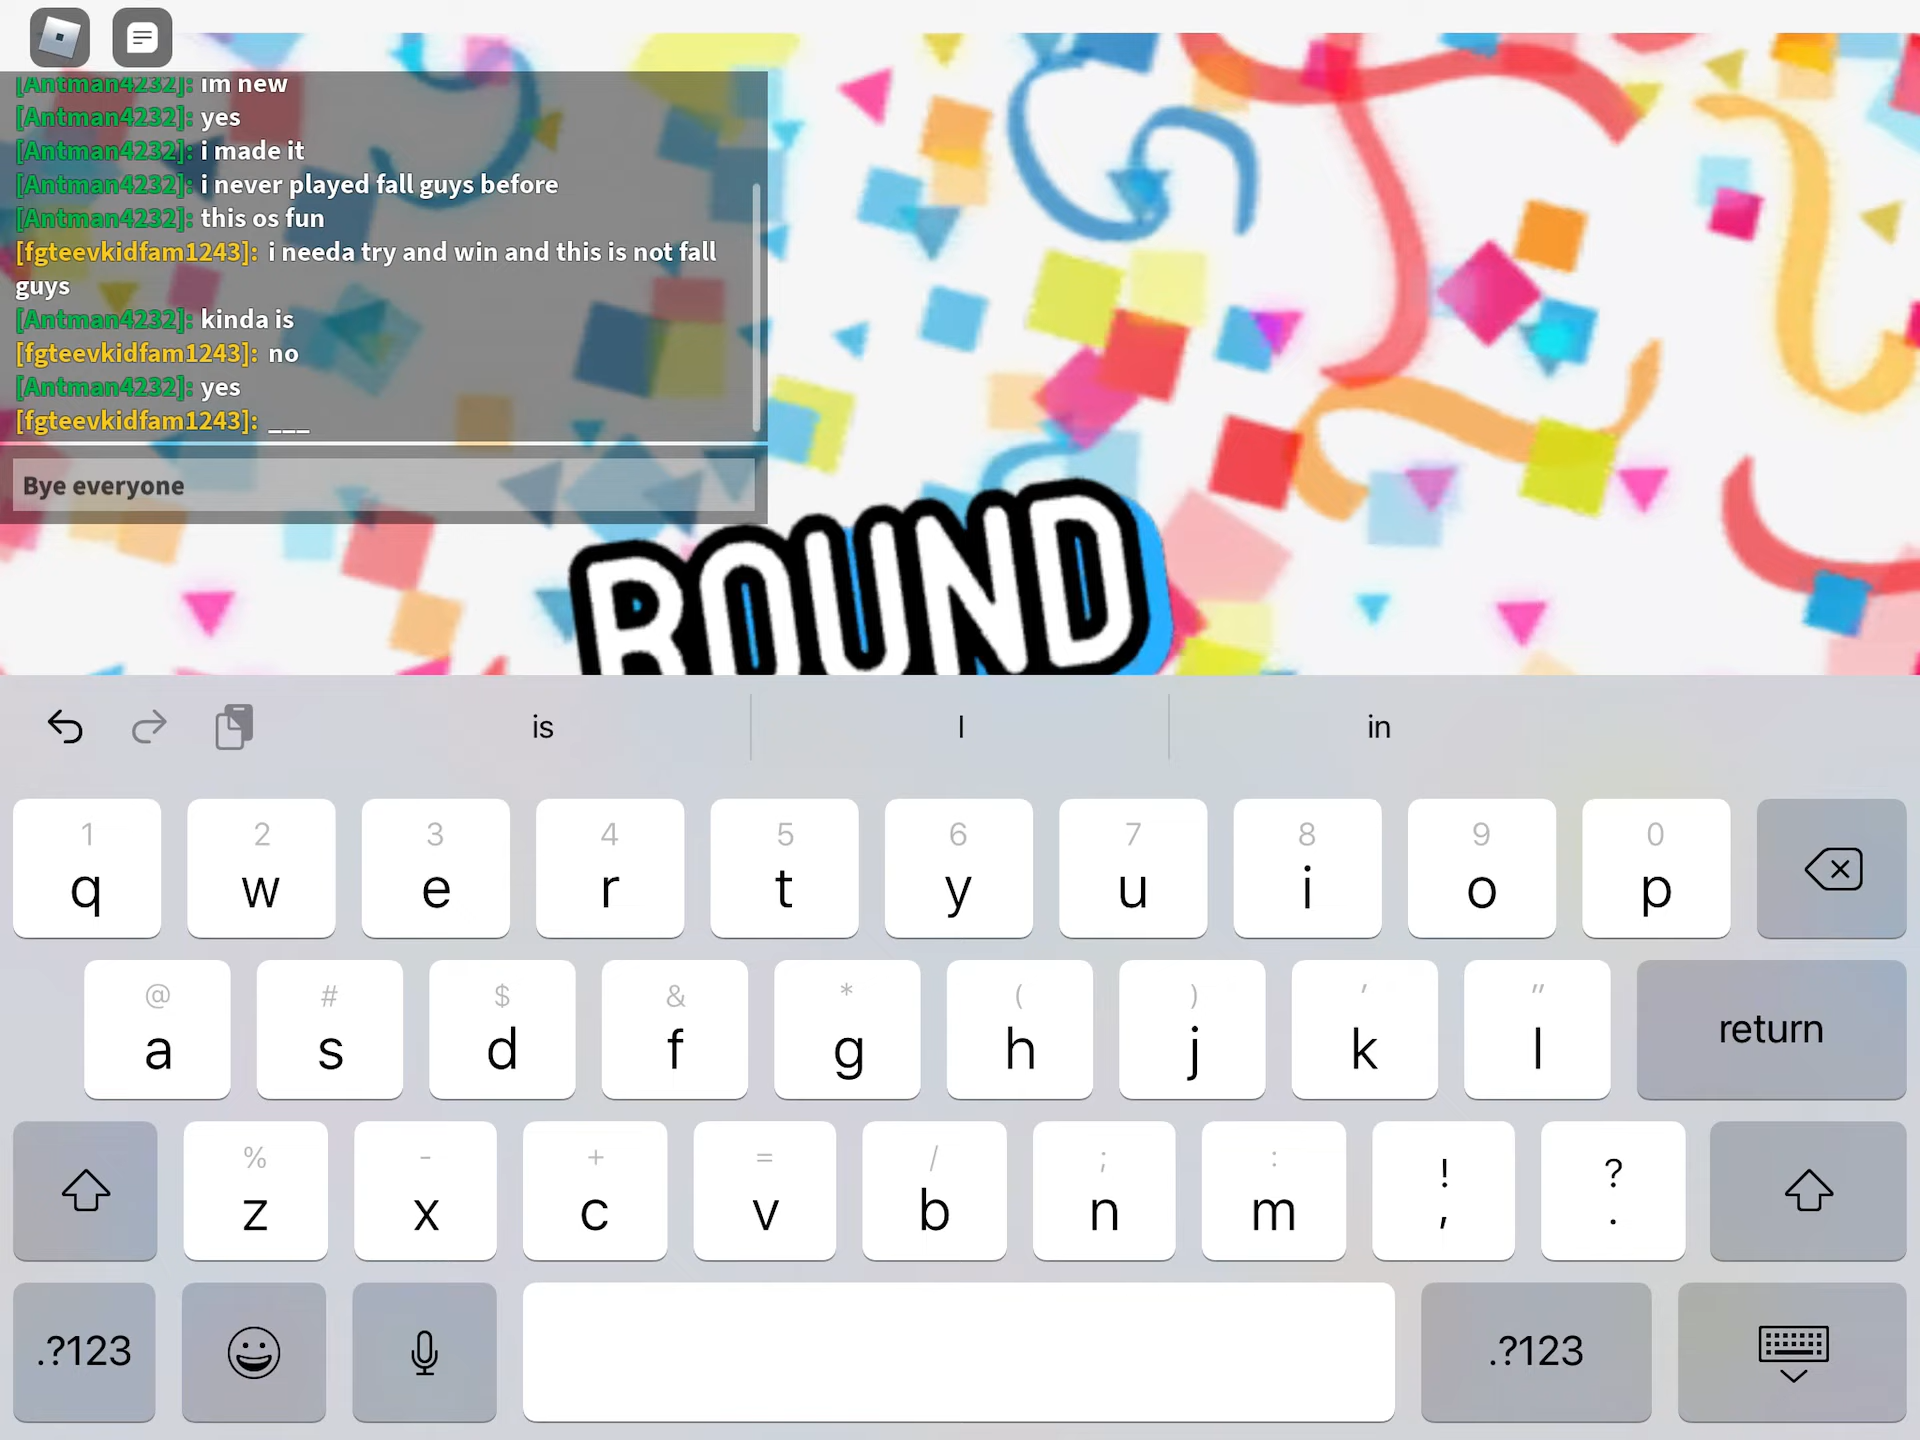 [Antman4232]: im new
[Antman4232]: yes
[Antman4232]: i made it
[Antman4232]: i never played fall guys before
[Antman4232]: this os fun
[fgteevkidfam1243]: i needa try and win and this is not fall
guys
[Antman4232]: kinda is
[fgteevkidfam1243]: no
[Antman4232]: yes
[fgteevkidfam1243]: ___
Bye everyone
ROUND
is I in
1 2 3 4 5 6 7 8 9 0
q w e r t y u i o p
@ # $ & * ( ) ' "
a s d f g h j k l return
% - + = / ; : ! ?
z x c v b n m , .
.?123 .?123